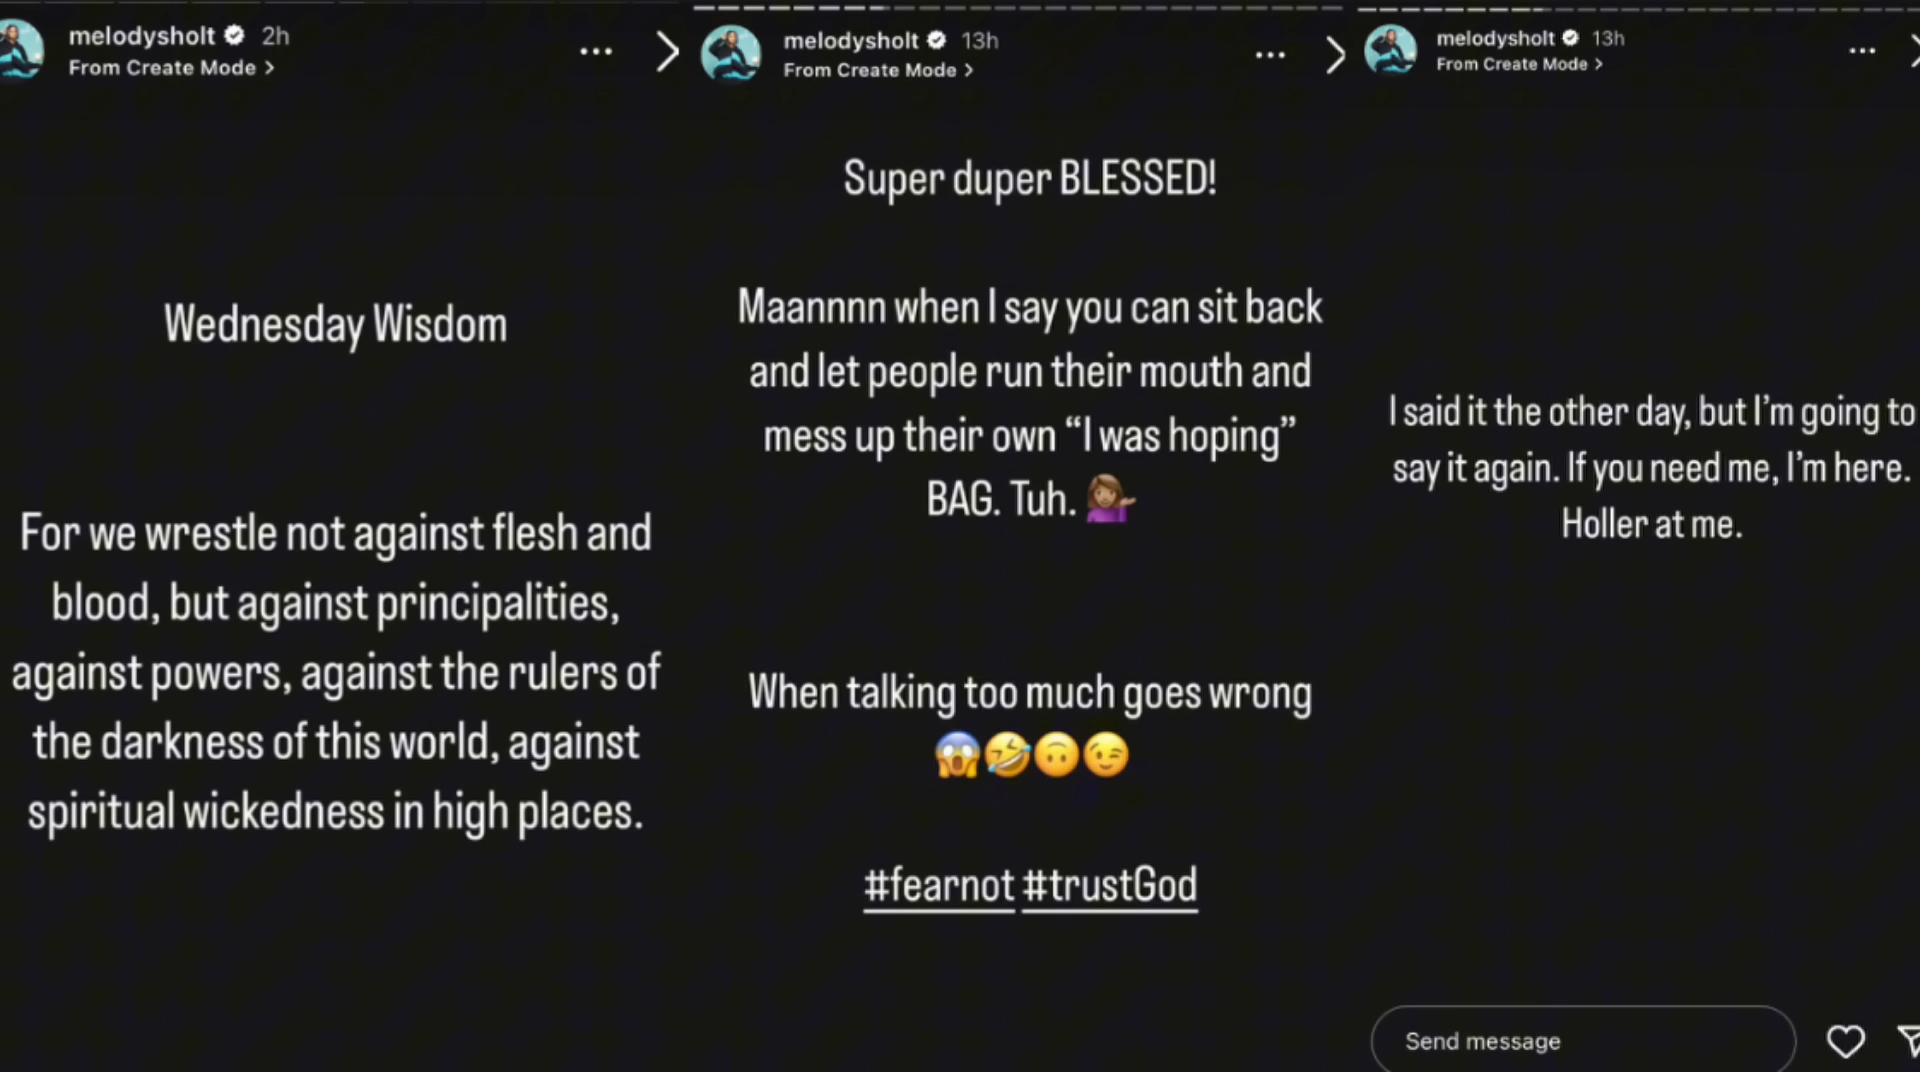 melodysholt 2h
From Create Mode >
Wednesday Wisdom
For we wrestle not against flesh and
blood, but against principalities,
against powers, against the rulers of
the darkness of this world, against
spiritual wickedness in high places.
melodysholt 13h
From Create Mode >
Super duper BLESSED!
Maannnn when I say you can sit back
and let people run their mouth and
mess up their own “I was hoping”
BAG. Tuh. 💁🏽‍♀️
When talking too much goes wrong
😱🤣🙃😉
#fearnot #trustGod
melodysholt 13h
From Create Mode >
I said it the other day, but I’m going to
say it again. If you need me, I’m here.
Holler at me.
Send message